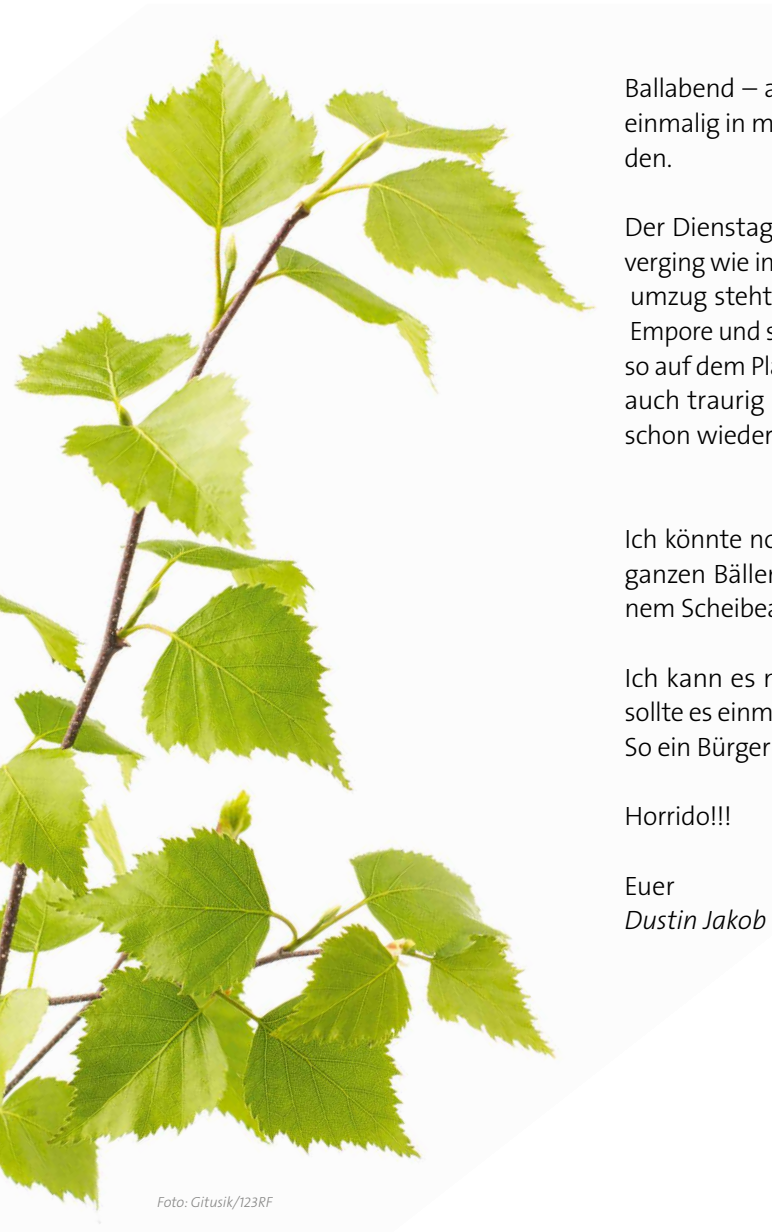 Ballabend – a
einmalig in m
den.
Der Dienstag
verging wie in
umzug steht
Empore und s
so auf dem Pla
auch traurig
schon wieder
Ich könnte no
ganzen Bäller
nem Scheibea
Ich kann es n
sollte es einm
So ein Bürger
Horrido!!!
Euer
Dustin Jakob
Foto: Gitusik/123RF